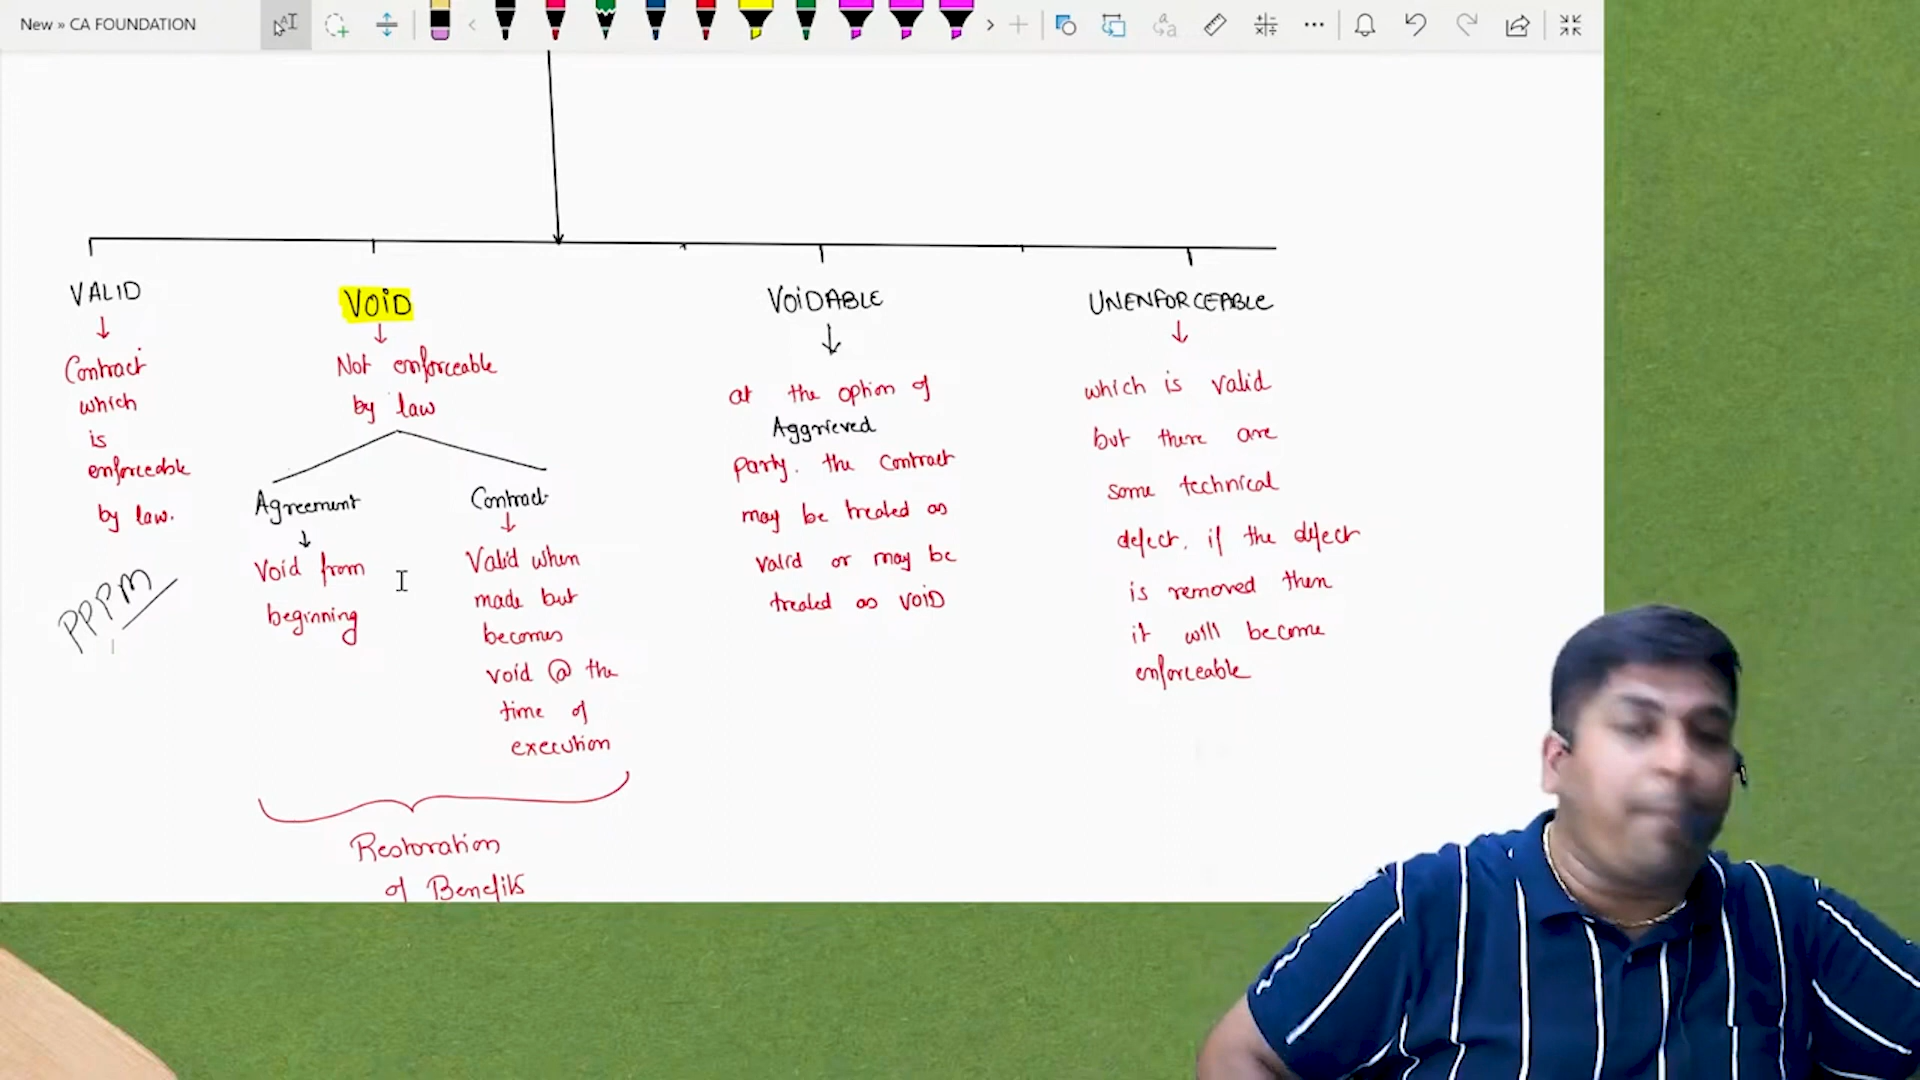 New » CA FOUNDATION
VALID
Contract
which
is
enforceable
by law.
PPPM
VOID
Not enforceable
by law
Agreement
Void from
beginning
Contract
Valid when
made but
becomes
void @ the
time of
execution
Restoration
of Benefits
VOIDABLE
at the option of
Aggrieved
party. the contract
may be treated as
valid or may be
treated as VOID
UNENFORCEABLE
which is valid
but there are
some technical
defect. if the defect
is removed then
it will become
enforceable